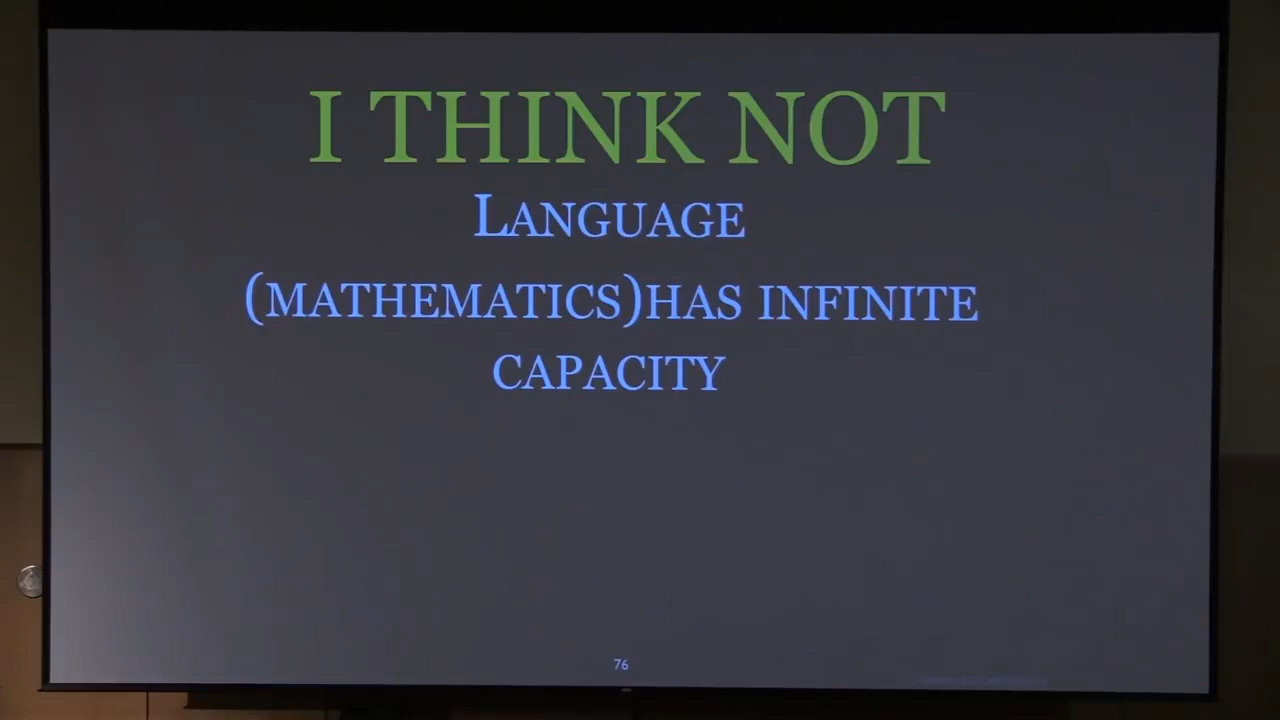 I THINK NOT
LANGUAGE
(MATHEMATICS)HAS INFINITE
CAPACITY
76